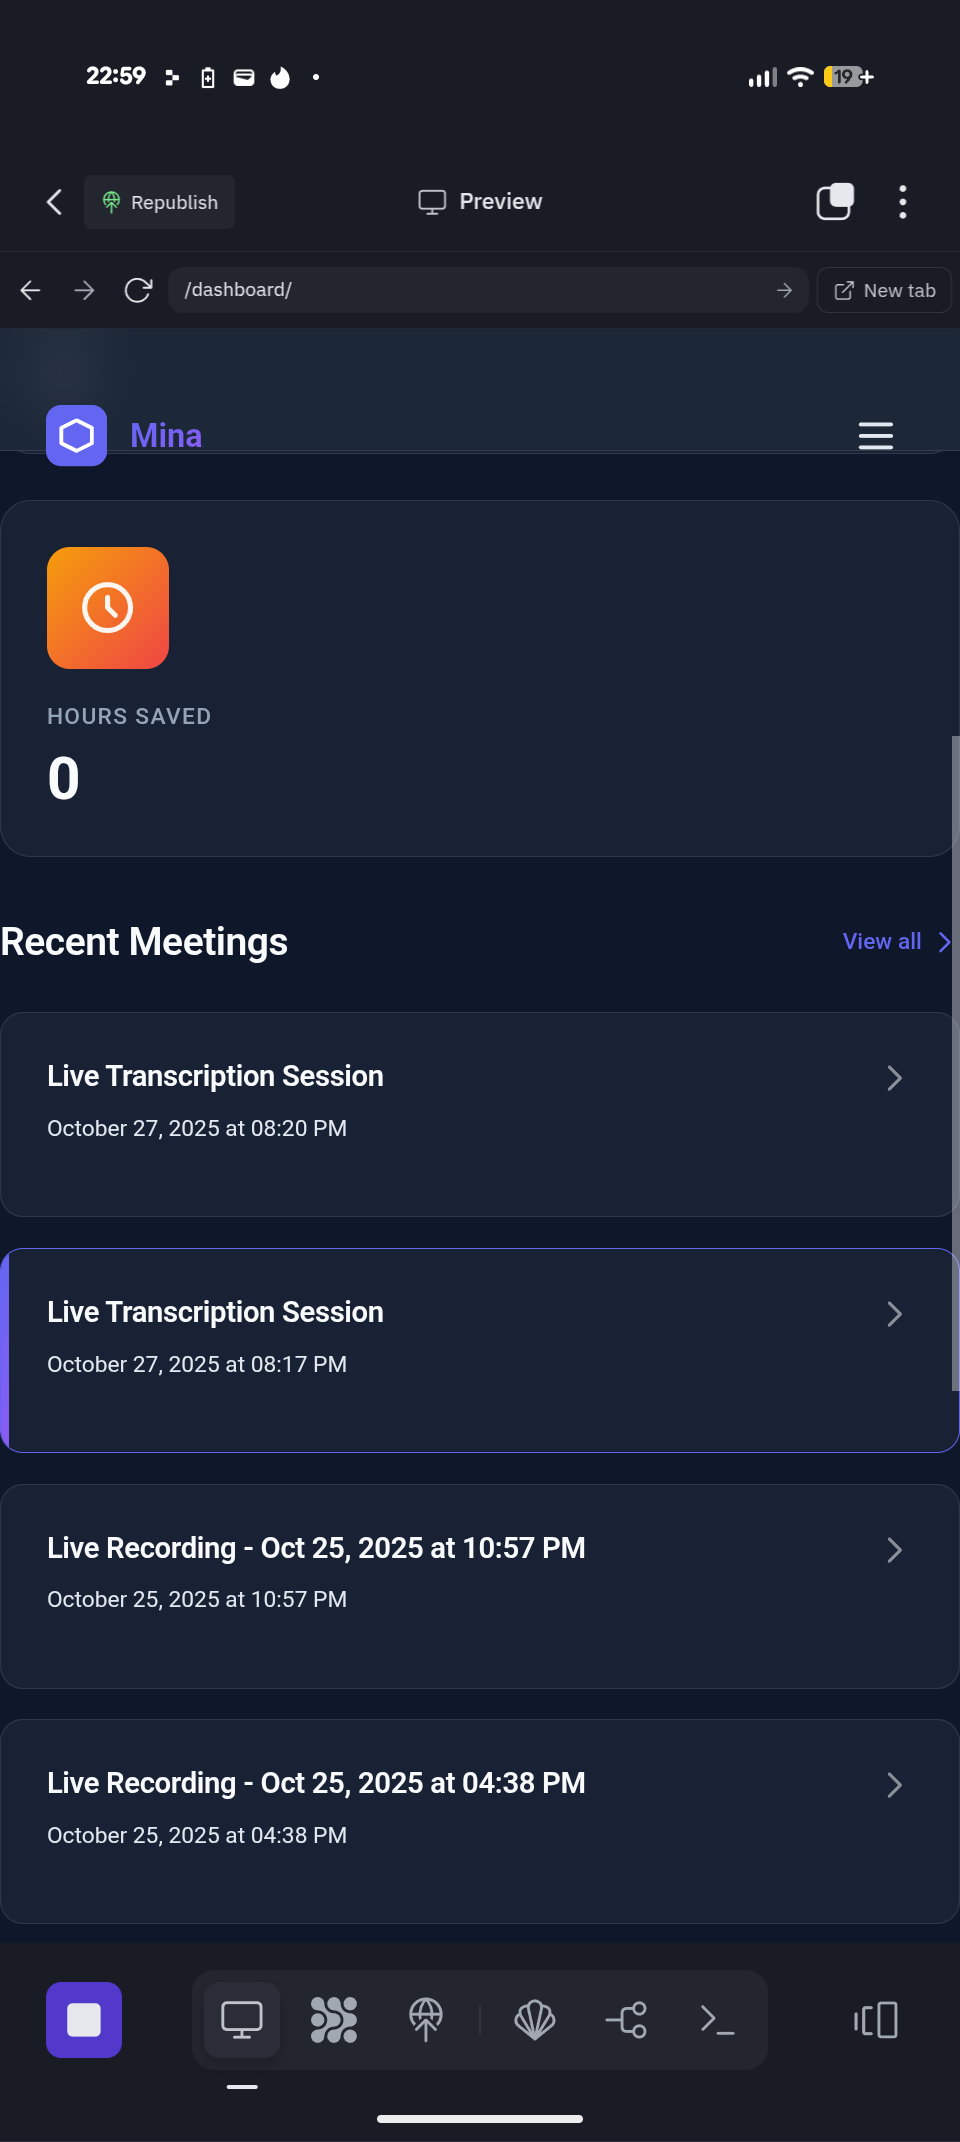 22:59
19+
Republish
Preview
/dashboard/
New tab
Mina
HOURS SAVED
0
Recent Meetings
View all
Live Transcription Session
October 27, 2025 at 08:20 PM
Live Transcription Session
October 27, 2025 at 08:17 PM
Live Recording - Oct 25, 2025 at 10:57 PM
October 25, 2025 at 10:57 PM
Live Recording - Oct 25, 2025 at 04:38 PM
October 25, 2025 at 04:38 PM